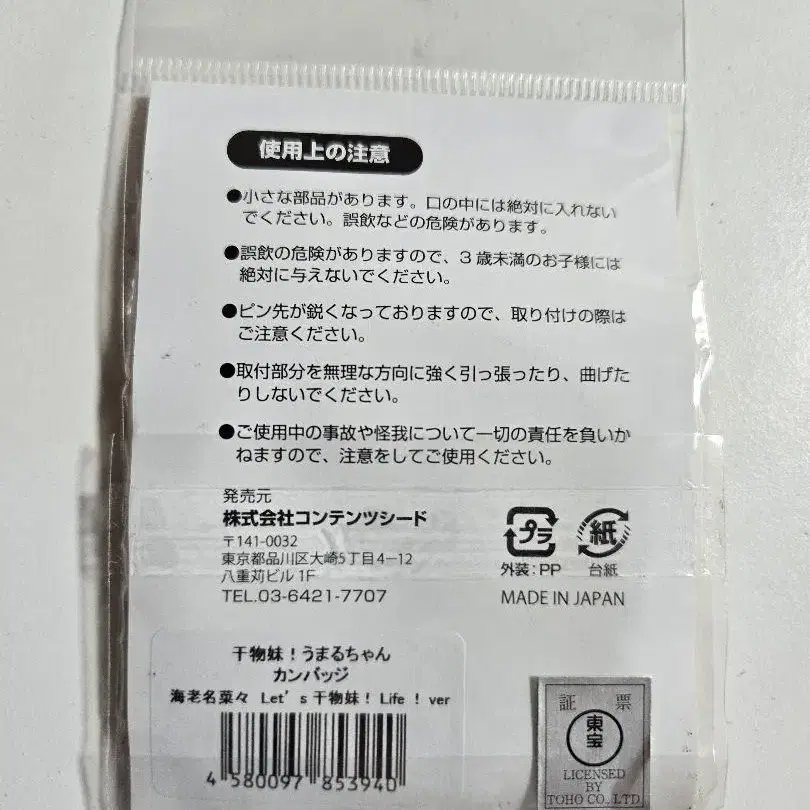 使用上の注意
●小さな部品があります。口の中には絶対に入れない
でください。誤飲などの危険があります。
●誤飲の危険がありますので、3歳未満のお子様には
絶対に与えないでください。
●ピン先が鋭くなっておりますので、取り付けの際は
ご注意ください。
●取付部分を無理な方向に強く引っ張ったり、曲げた
りしないでください。
●ご使用中の事故や怪我について一切の責任を負いか
ねますので、注意をしてご使用ください。
発売元
株式会社コンテンツシード
〒141-0032
東京都品川区大崎5丁目4-12
八重苅ビル 1F
TEL.03-6421-7707
プラ
紙
外装:PP
台紙
MADE IN JAPAN
干物妹!うまるちゃん
カンバッジ
海老名菜々 Let's 干物妹! Life ! ver
4 580097 853940
証 票
東宝
LICENSED
BY
TOHO CO., LTD.